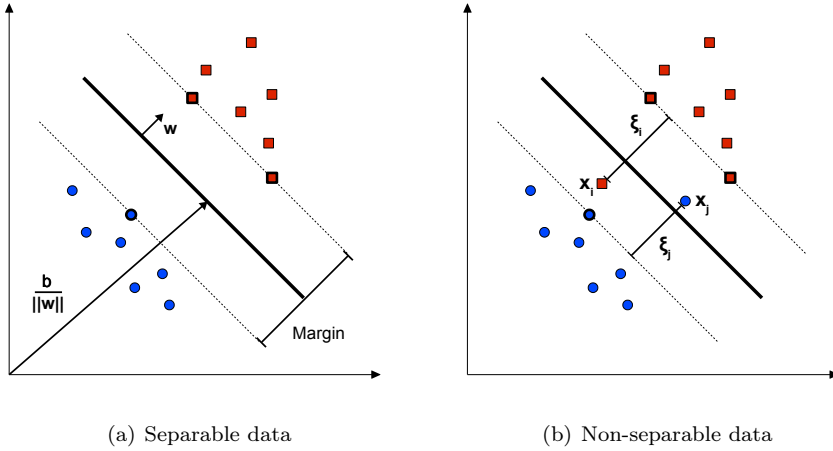 w
b
||w||
Margin
ξi
xi
xj
ξj
(a) Separable data
(b) Non-separable data